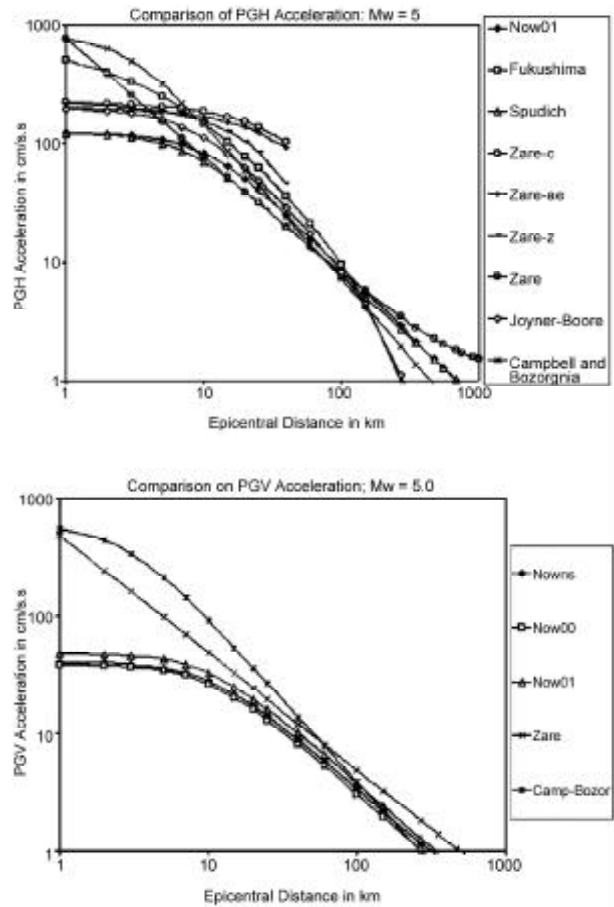 Comparison of PGH Acceleration: Mw = 5
1000
100
10
1
PGH Acceleration in cm/s.s
1
10
100
1000
Epicentral Distance in km
Now01
Fukushima
Spudich
Zare-c
Zare-ae
Zare-z
Zare
Joyner-Boore
Campbell and
Bozorgnia
Comparison on PGV Acceleration; Mw = 5.0
1000
100
10
1
PGV Acceleration in cm/s.s
1
10
100
1000
Epicentral Distance in km
Nowns
Now00
Now01
Zare
Camp-Bozor